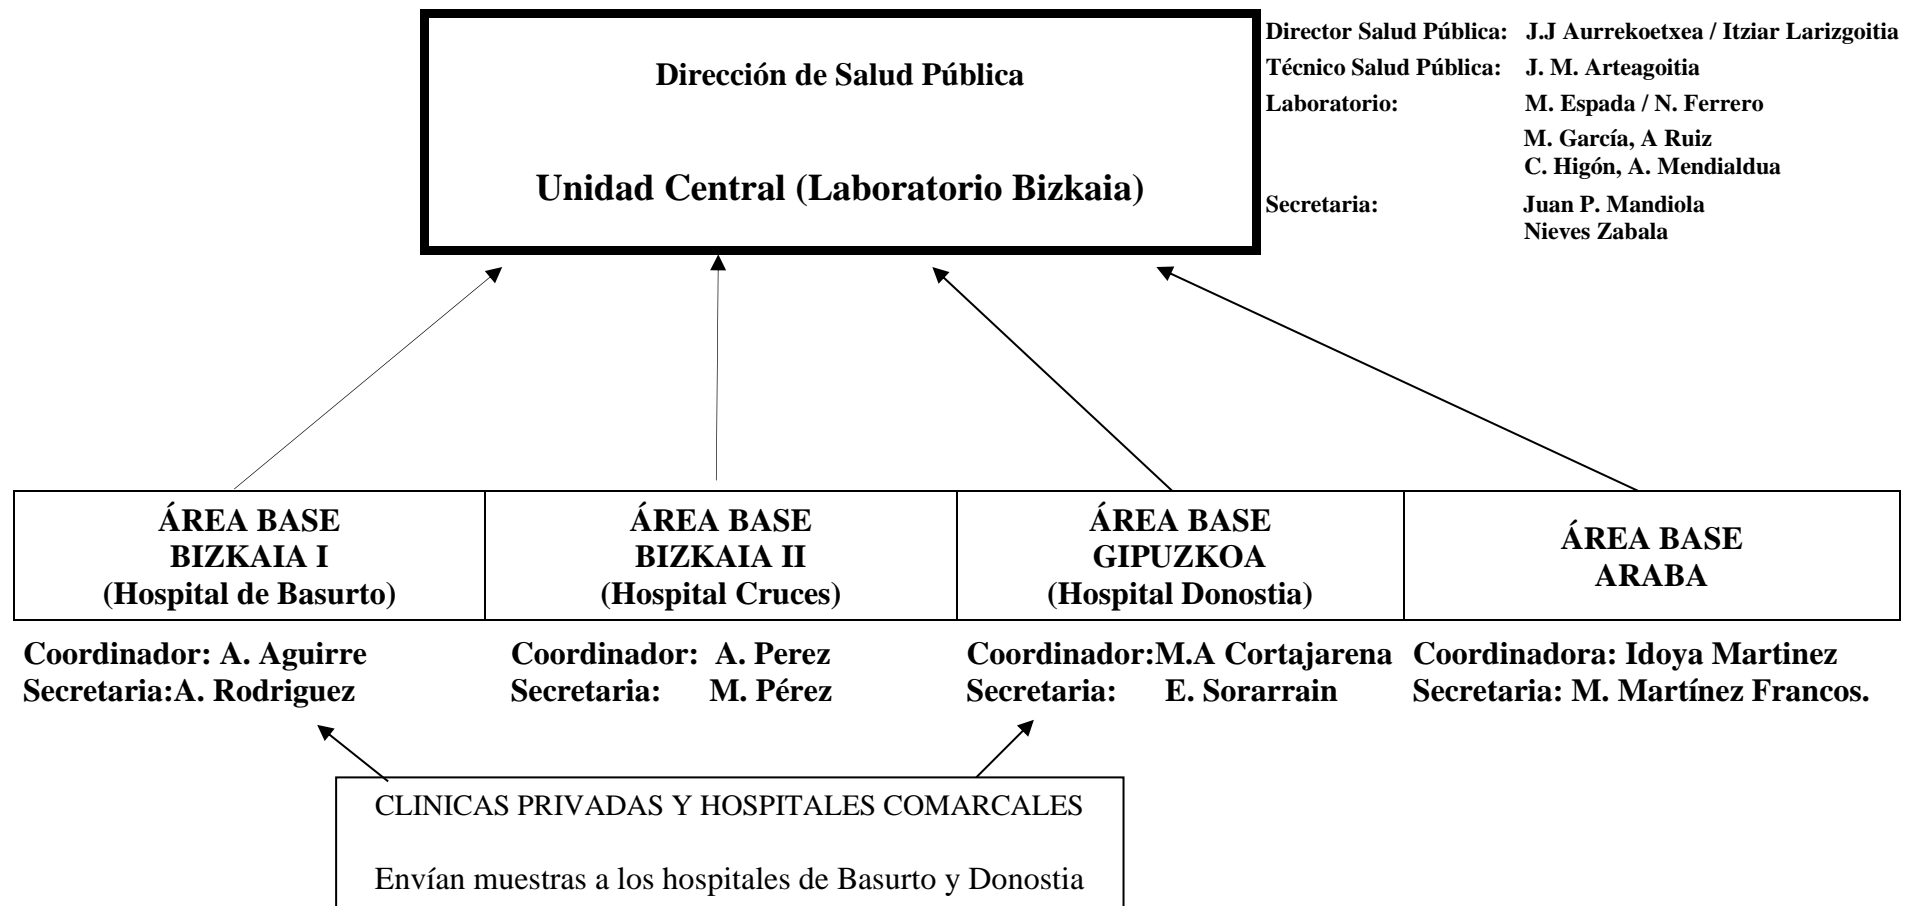 Dirección de Salud Pública
Unidad Central (Laboratorio Bizkaia)
Director Salud Pública: J.J Aurrekoetxea / Itziar Larizgoitia
Técnico Salud Pública: J. M. Arteagoitia
Laboratorio: M. Espada / N. Ferrero
M. García, A Ruiz
C. Higón, A. Mendialdua
Secretaria: Juan P. Mandiola
Nieves Zabala
ÁREA BASE
BIZKAIA I
(Hospital de Basurto)
ÁREA BASE
BIZKAIA II
(Hospital Cruces)
ÁREA BASE
GIPUZKOA
(Hospital Donostia)
ÁREA BASE
ARABA
Coordinador: A. Aguirre
Secretaria:A. Rodriguez
Coordinador: A. Perez
Secretaria: M. Pérez
Coordinador:M.A Cortajarena
Secretaria: E. Sorarrain
Coordinadora: Idoya Martinez
Secretaria: M. Martínez Francos.
CLINICAS PRIVADAS Y HOSPITALES COMARCALES
Envían muestras a los hospitales de Basurto y Donostia